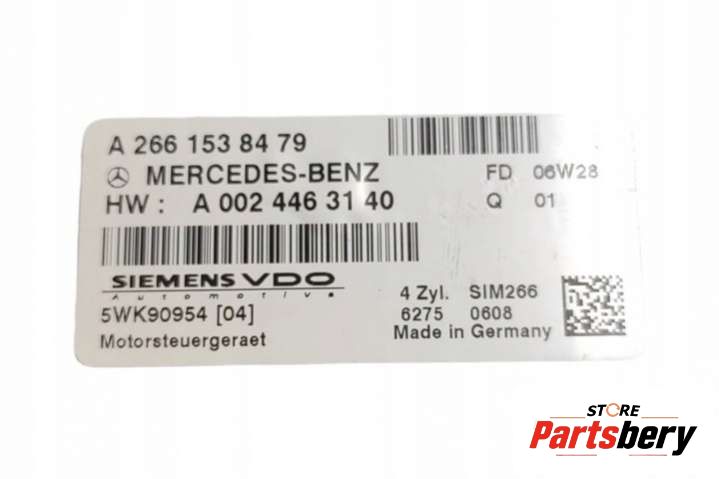 A 266 153 84 79
MERCEDES-BENZ FD 06W28
HW : A 002 446 31 40 Q 01
SIEMENS VDO
Automotive
4 Zyl. SIM266
5WK90954 [04] 6275 0608
Motorsteuergeraet Made in Germany
STORE
Partsbery